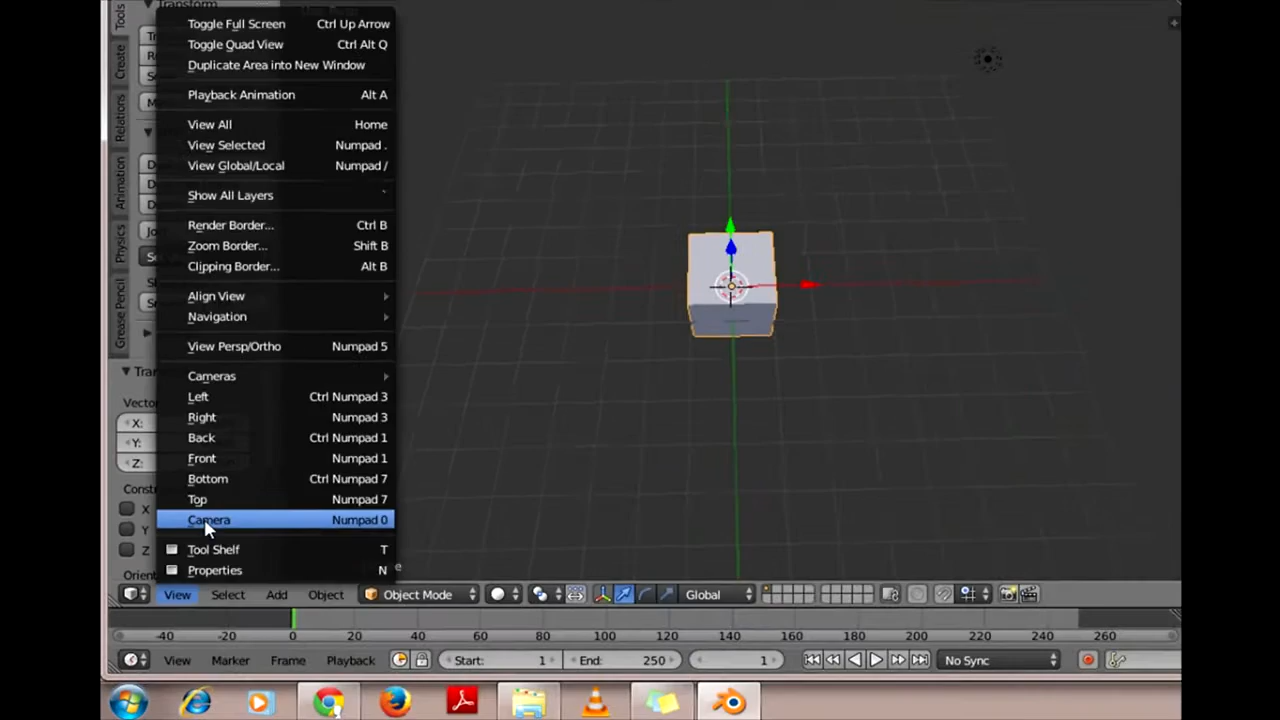 Tools
Create
Relations
Animation
Physics
Grease Pencil
Toggle Full Screen Ctrl Up Arrow
Toggle Quad View Ctrl Alt Q
Duplicate Area into New Window
Playback Animation Alt A
View All Home
View Selected Numpad .
View Global/Local Numpad /
Show All Layers `
Render Border... Ctrl B
Zoom Border... Shift B
Clipping Border... Alt B
Align View
Navigation
View Persp/Ortho Numpad 5
Cameras
Left Ctrl Numpad 3
Right Numpad 3
Back Ctrl Numpad 1
Front Numpad 1
Bottom Ctrl Numpad 7
Top Numpad 7
Camera Numpad 0
Tool Shelf T
Properties N
X:
Y:
Z:
X
Y
Z
View Select Add Object Object Mode Global
-40 -20 0 20 40 60 80 100 120 140 160 180 200 220 240 260
View Marker Frame Playback Start: 1 End: 250 1 No Sync